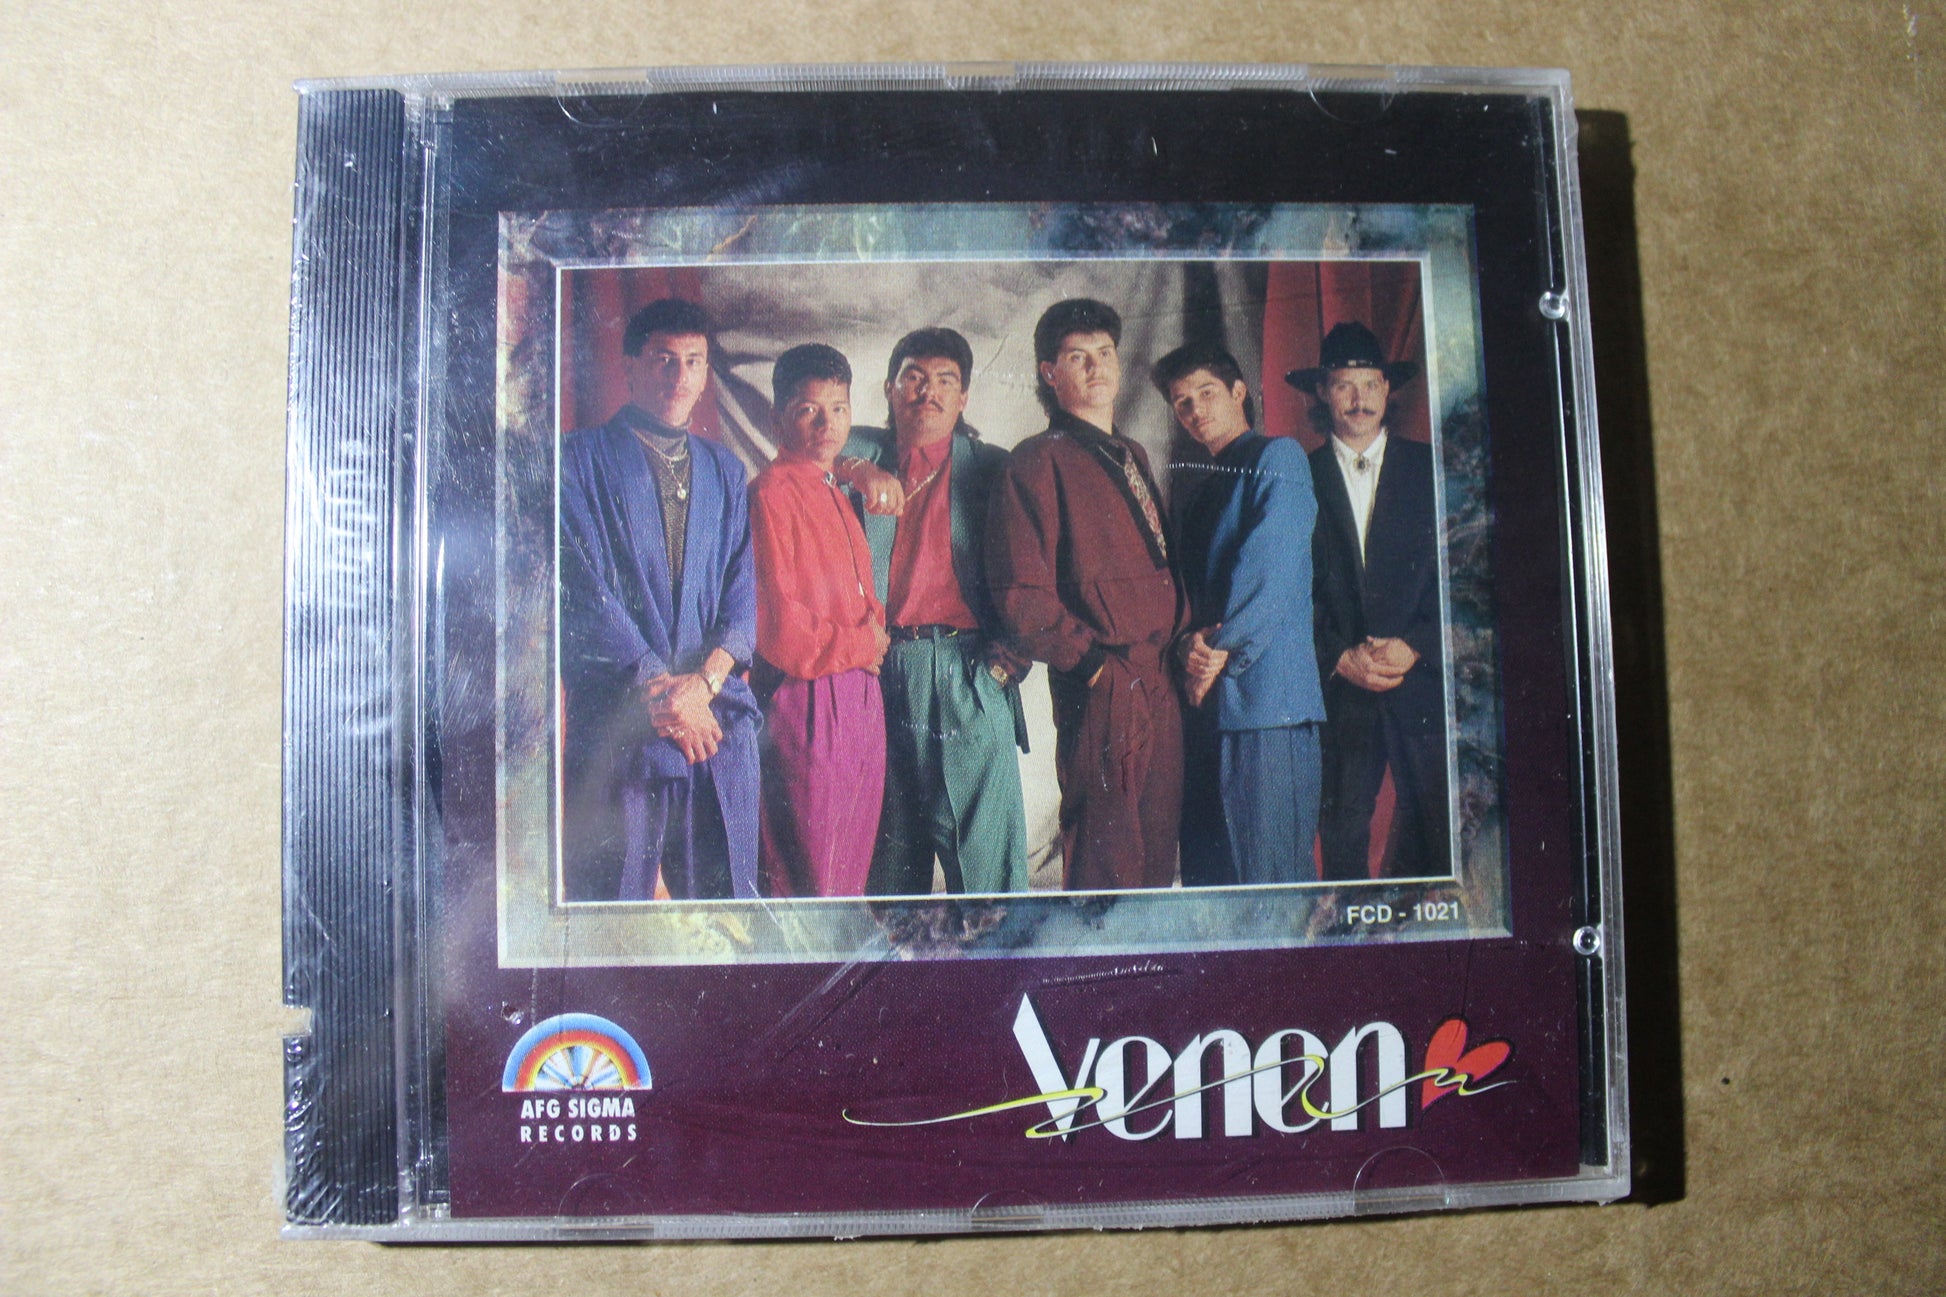 FCD - 1021
AFG SIGMA
RECORDS
Venen